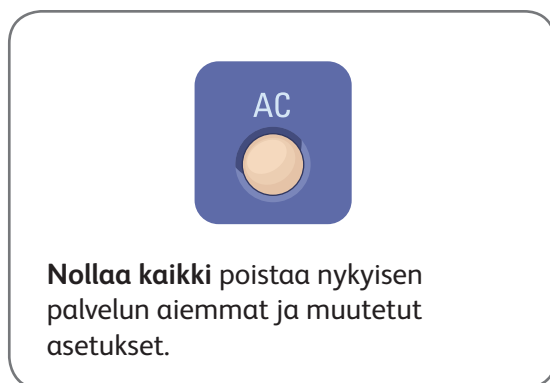 AC
Nollaa kaikki poistaa nykyisen
palvelun aiemmat ja muutetut
asetukset.